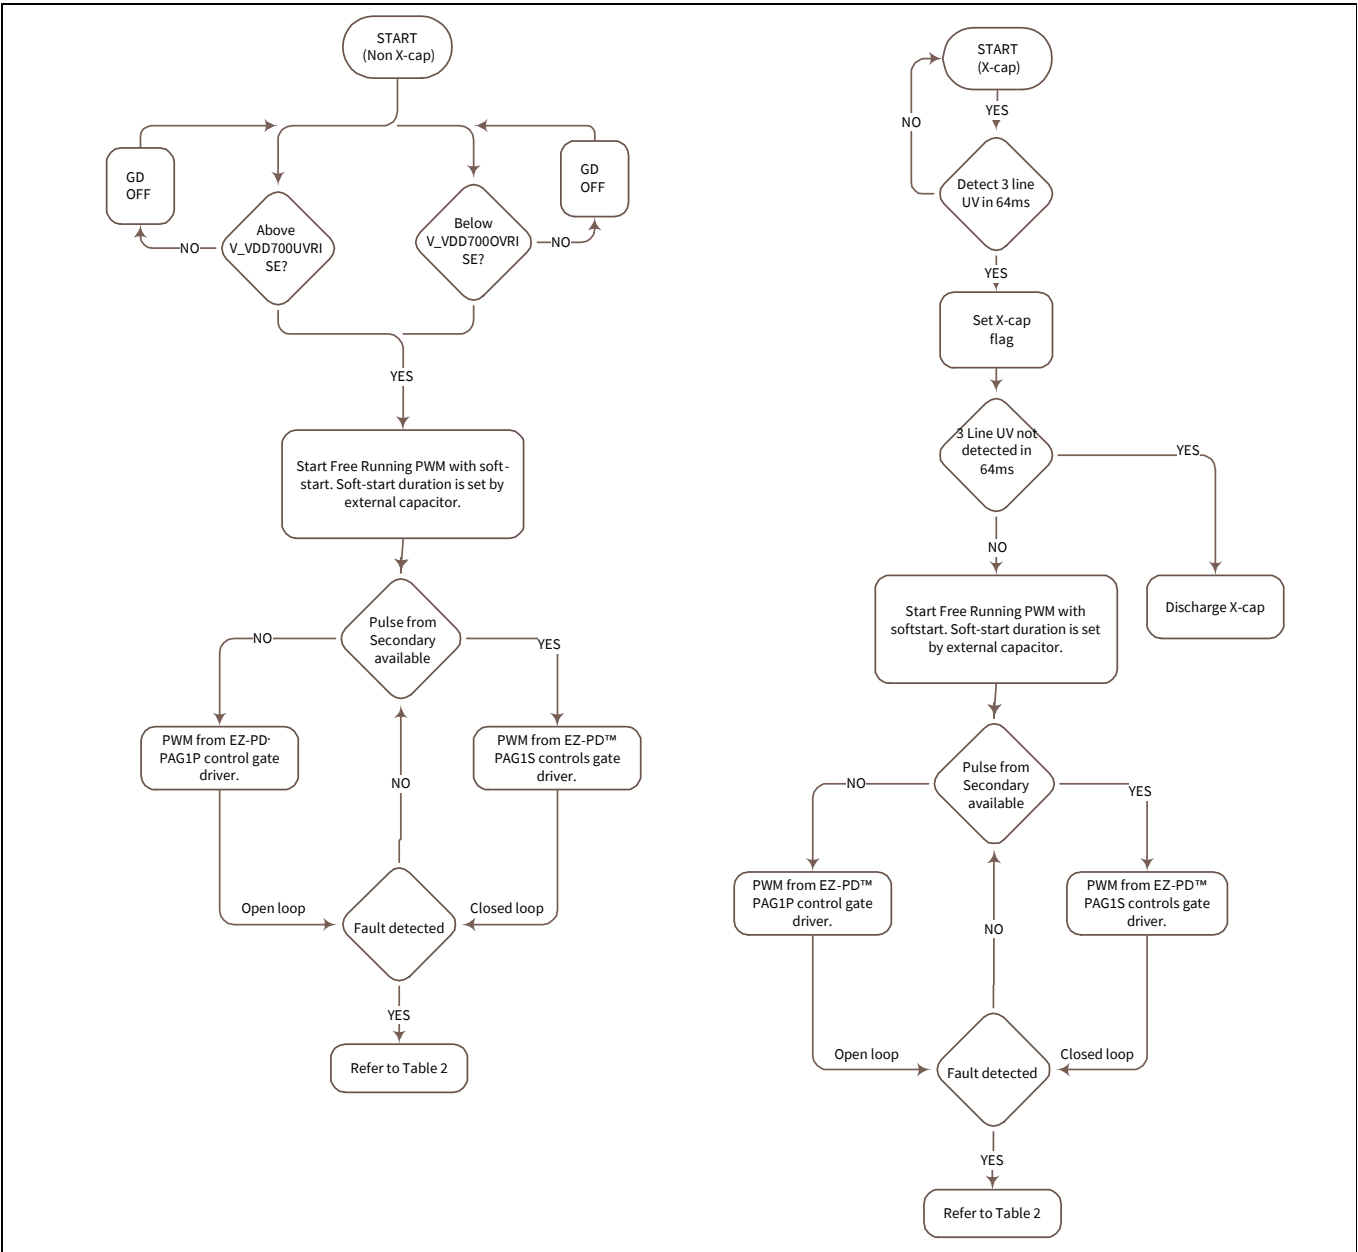 START
(Non X-cap)
GD
OFF
GD
OFF
Above
V_VDD700UVRI
SE?
Below
V_VDD700OVRI
SE?
NO
NO
YES
Start Free Running PWM with soft-
start. Soft-start duration is set by
external capacitor.
Pulse from
Secondary
available
NO
YES
PWM from EZ-PD·
PAG1P control gate
driver.
PWM from EZ-PD™
PAG1S controls gate
driver.
NO
Open loop
Closed loop
Fault detected
YES
Refer to Table 2
START
(X-cap)
YES
NO
Detect 3 line
UV in 64ms
YES
Set X-cap
flag
3 Line UV not
detected in
64ms
YES
NO
Start Free Running PWM with
softstart. Soft-start duration is set
by external capacitor.
Discharge X-cap
Pulse from
Secondary
available
NO
YES
PWM from EZ-PD™
PAG1P control gate
driver.
PWM from EZ-PD™
PAG1S controls gate
driver.
NO
Open loop
Closed loop
Fault detected
YES
Refer to Table 2